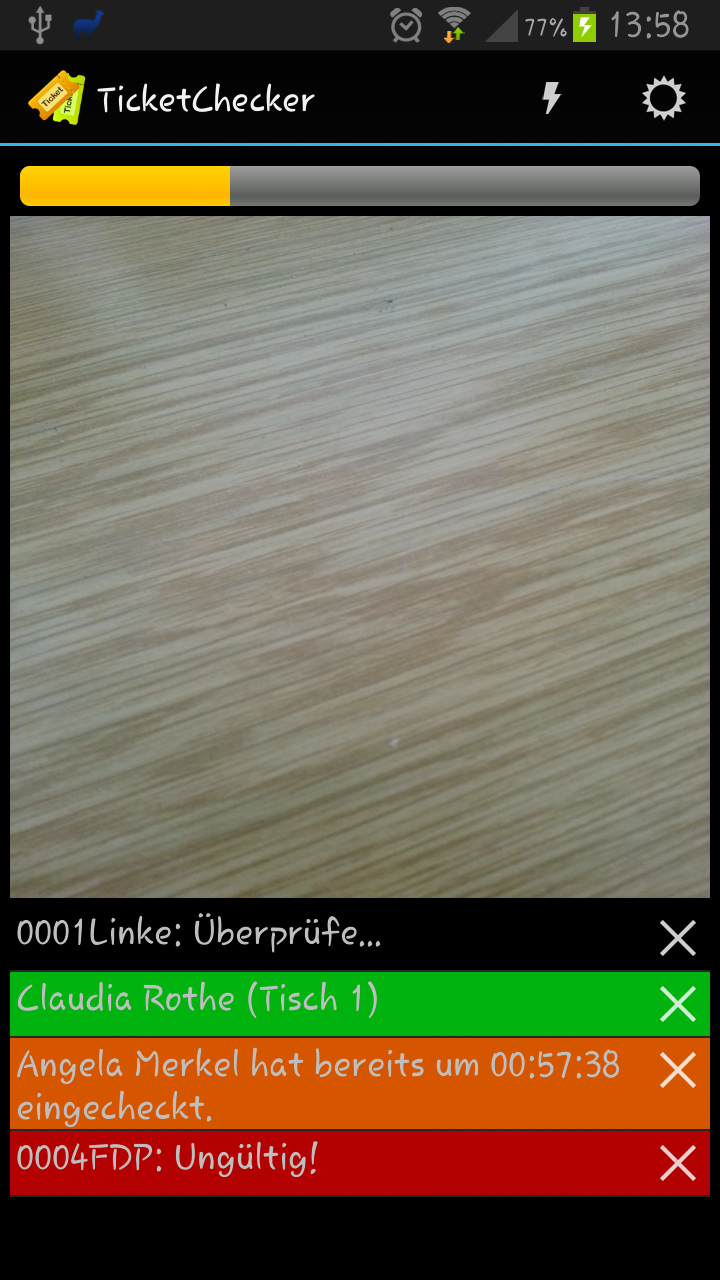 77% 13:58
Ticket
Tick
TicketChecker
0001Linke: Überprüfe...
Claudia Rothe (Tisch 1)
Angela Merkel hat bereits um 00:57:38
eingecheckt.
0004FDP: Ungültig!